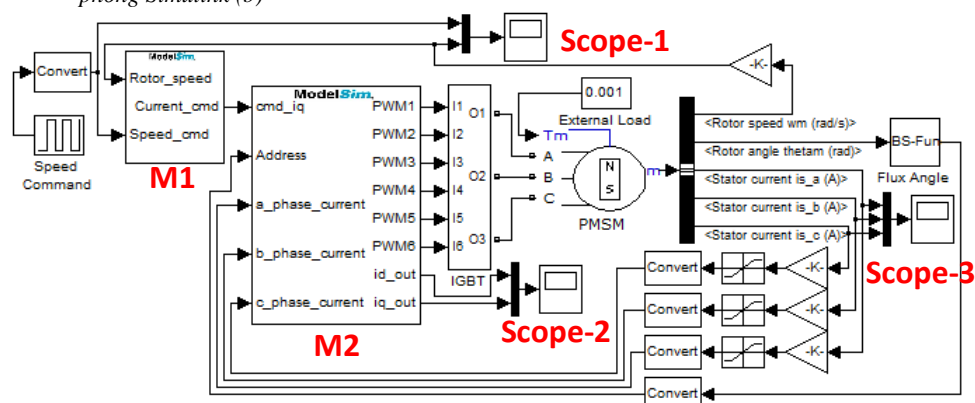 phỏng Simulink (b)
Scope-1
Convert
ModelSim
Rotor_speed
Current_cmd
Speed_cmd
M1
Speed
Command
ModelSim
cmd_iq
Address
a_phase_current
b_phase_current
c_phase_current
PWM1
PWM2
PWM3
PWM4
PWM5
PWM6
id_out
iq_out
M2
I1
I2
I3
I4
I5
I6
O1
O2
O3
IGBT
Scope-2
0.001
External Load
Tm
A
B
C
N
S
m
PMSM
-K-
<Rotor speed wm (rad/s)>
<Rotor angle thetam (rad)>
<Stator current is_a (A)>
<Stator current is_b (A)>
<Stator current is_c (A)>
BS-Fun
Flux Angle
Scope-3
Convert
-K-
Convert
-K-
Convert
-K-
Convert